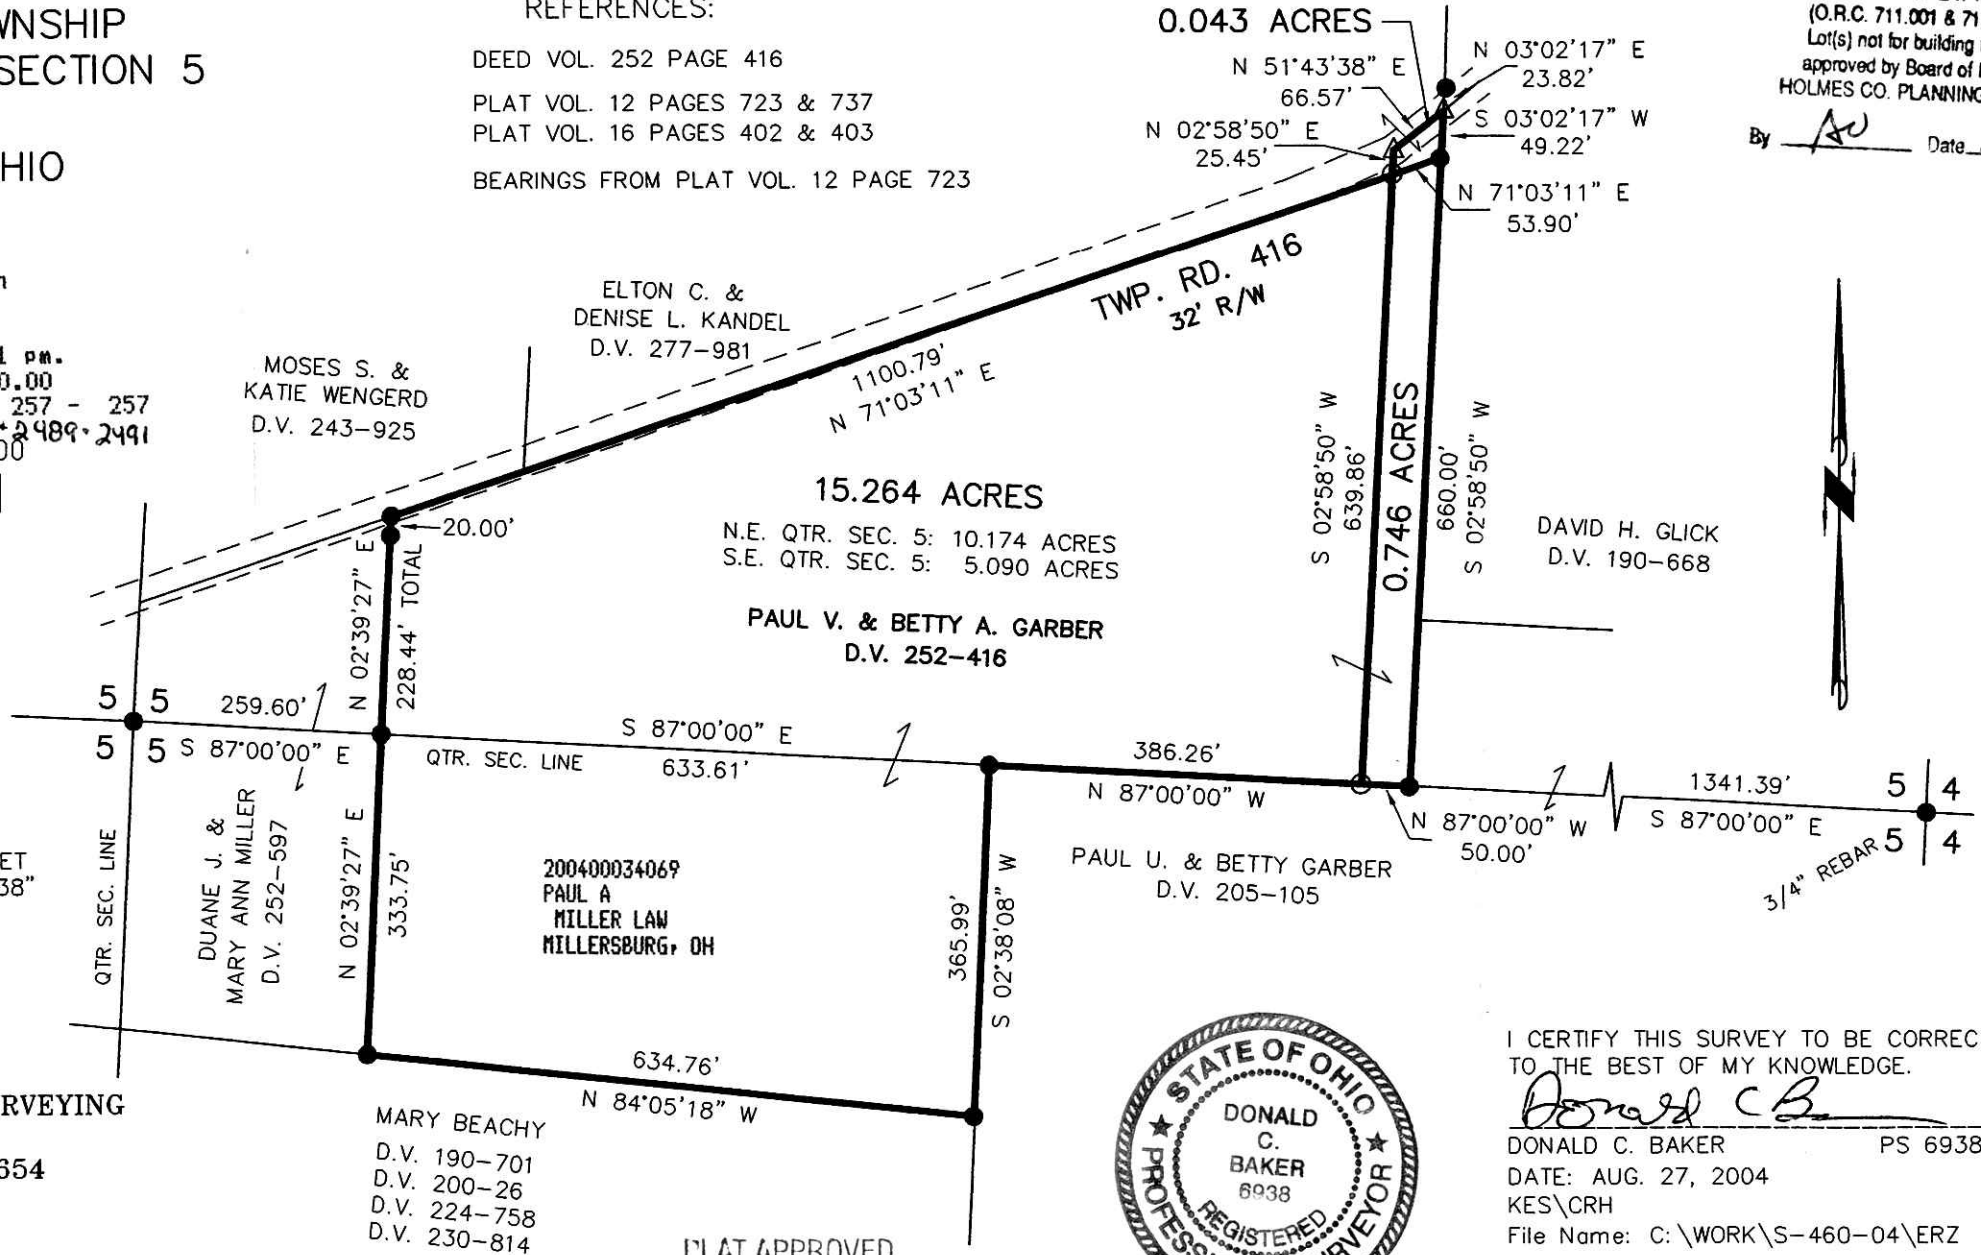 WNSHIP
SECTION 5
HIO
REFERENCES:
DEED VOL. 252 PAGE 416
PLAT VOL. 12 PAGES 723 & 737
PLAT VOL. 16 PAGES 402 & 403
BEARINGS FROM PLAT VOL. 12 PAGE 723
0.043 ACRES
N 51°43'38" E
66.57'
N 02°58'50" E
25.45'
N 03°02'17" E
23.82'
S 03°02'17" W
49.22'
N 71°03'11" E
53.90'
(O.R.C. 711.001 & 71
Lot(s) not for building
approved by Board of
HOLMES CO. PLANNING
By Date
pm.
0.00
257 - 257
2489-2491
00
MOSES S. &
KATIE WENGERD
D.V. 243-925
ELTON C. &
DENISE L. KANDEL
D.V. 277-981
TWP. RD. 416
32' R/W
1100.79'
N 71°03'11" E
20.00'
N 02°39'27" E
228.44' TOTAL
15.264 ACRES
N.E. QTR. SEC. 5: 10.174 ACRES
S.E. QTR. SEC. 5: 5.090 ACRES
PAUL V. & BETTY A. GARBER
D.V. 252-416
S 02°58'50" W
639.86'
0.746 ACRES
660.00'
S 02°58'50" W
DAVID H. GLICK
D.V. 190-668
5 5
5 5
259.60'
S 87°00'00" E
QTR. SEC. LINE
S 87°00'00" E
633.61'
386.26'
N 87°00'00" W
N 87°00'00" W
50.00'
1341.39'
S 87°00'00" E
5 4
5 4
3/4" REBAR
ET
38"
QTR. SEC. LINE
DUANE J. &
MARY ANN MILLER
D.V. 252-597
N 02°39'27" E
333.75'
200400034069
PAUL A
MILLER LAW
MILLERSBURG, OH
365.99'
S 02°38'08" W
PAUL U. & BETTY GARBER
D.V. 205-105
634.76'
N 84°05'18" W
RVEYING
654
MARY BEACHY
D.V. 190-701
D.V. 200-26
D.V. 224-758
D.V. 230-814
PLAT APPROVED
STATE OF OHIO
DONALD
C.
BAKER
6938
REGISTERED
PROFESS
RVEYOR
I CERTIFY THIS SURVEY TO BE CORREC
TO THE BEST OF MY KNOWLEDGE.
Donald C B
DONALD C. BAKER PS 6938
DATE: AUG. 27, 2004
KES\CRH
File Name: C:\WORK\S-460-04\ERZ